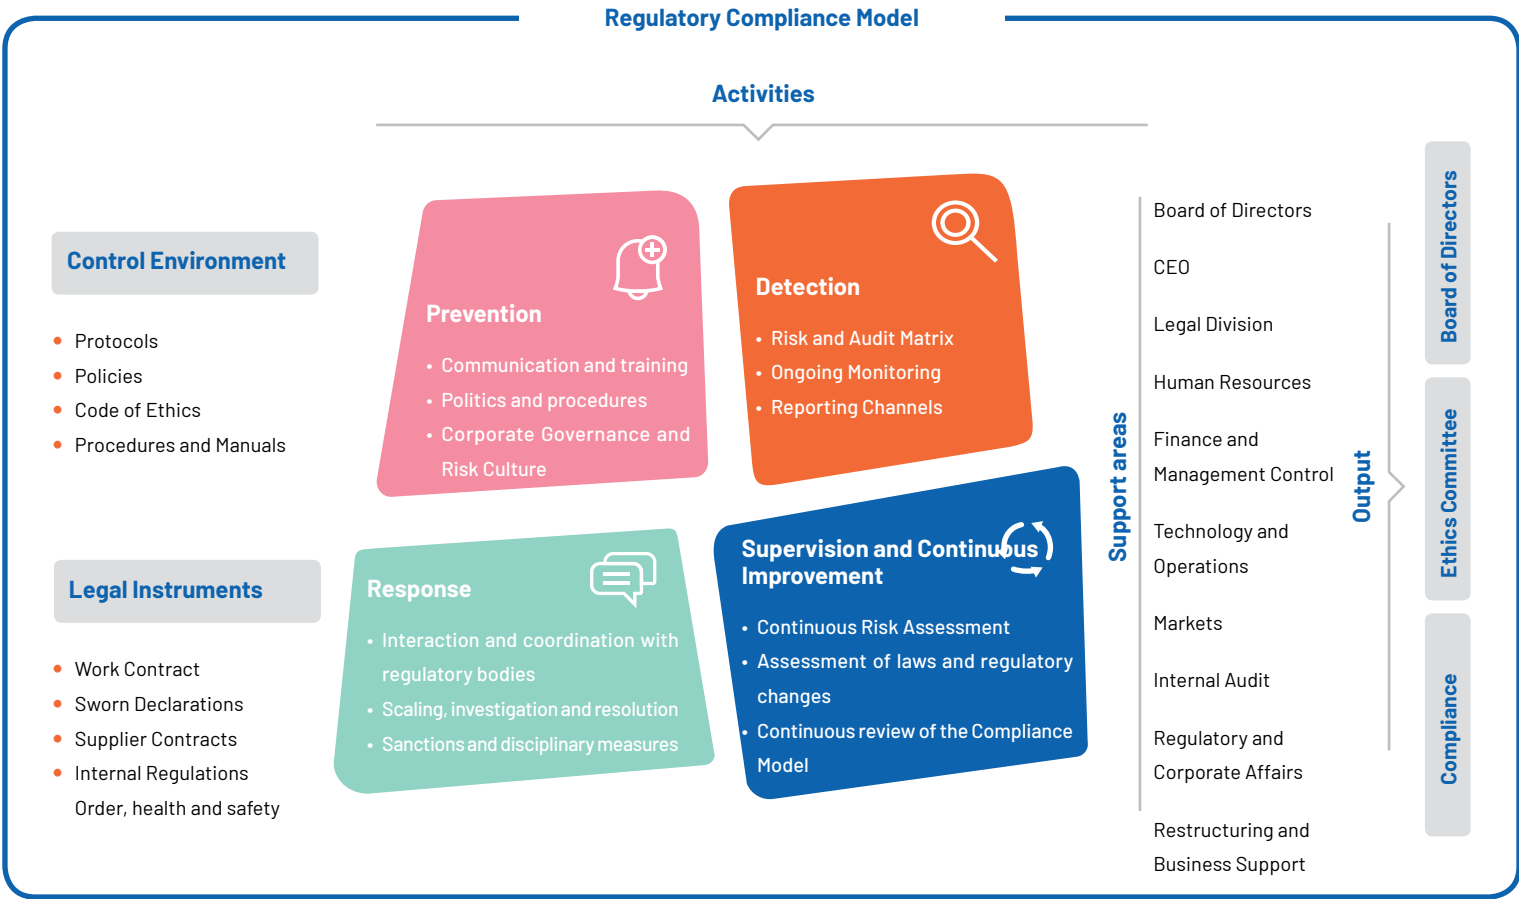 Regulatory Compliance Model
Activities
Control Environment
• Protocols
• Policies
• Code of Ethics
• Procedures and Manuals
Legal Instruments
• Work Contract
• Sworn Declarations
• Supplier Contracts
• Internal Regulations
Order, health and safety
Prevention
• Communication and training
• Politics and procedures
• Corporate Governance and
Risk Culture
Detection
• Risk and Audit Matrix
• Ongoing Monitoring
• Reporting Channels
Response
• Interaction and coordination with
regulatory bodies
• Scaling, investigation and resolution
• Sanctions and disciplinary measures
Supervision and Continuous
Improvement
• Continuous Risk Assessment
• Assessment of laws and regulatory
changes
• Continuous review of the Compliance
Model
Support areas
Board of Directors
CEO
Legal Division
Human Resources
Finance and
Management Control
Technology and
Operations
Markets
Internal Audit
Regulatory and
Corporate Affairs
Restructuring and
Business Support
Output
Board of Directors
Ethics Committee
Compliance